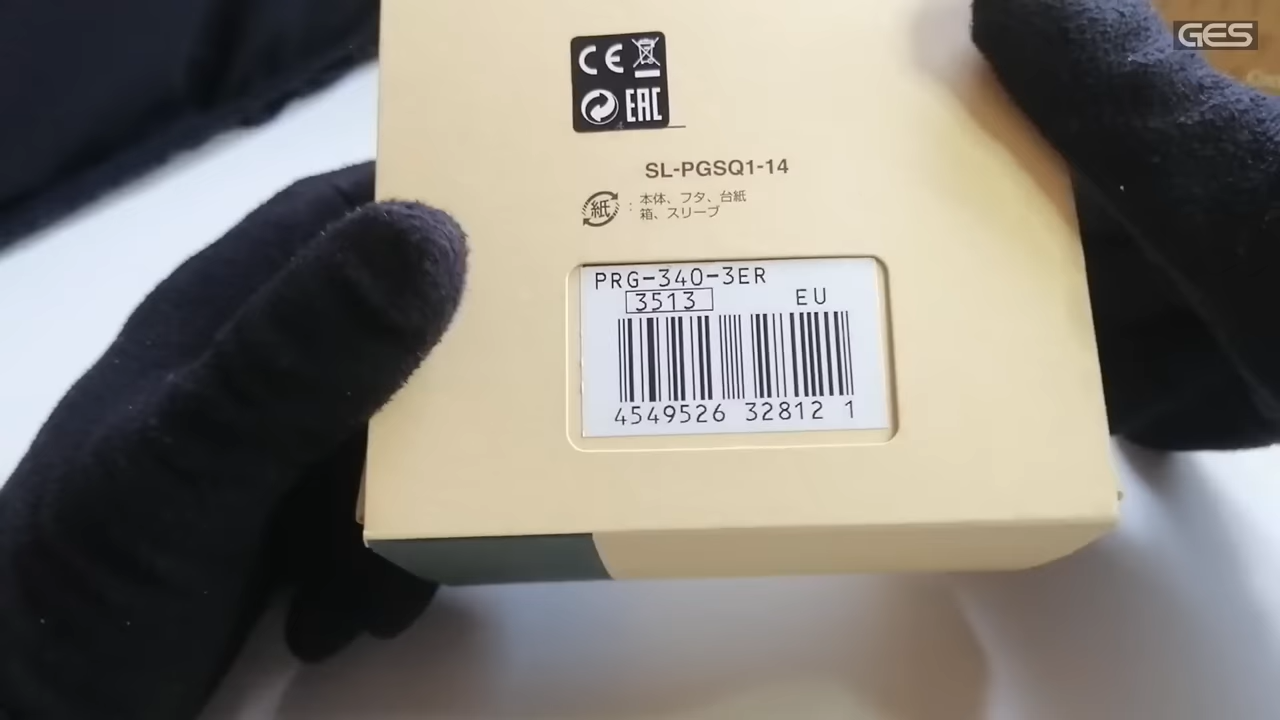 GES
CE
EAC
SL-PGSQ1-14
紙 : 本体、フタ、台紙
箱、スリーブ
PRG-340-3ER
3513 EU
4549526 32812 1